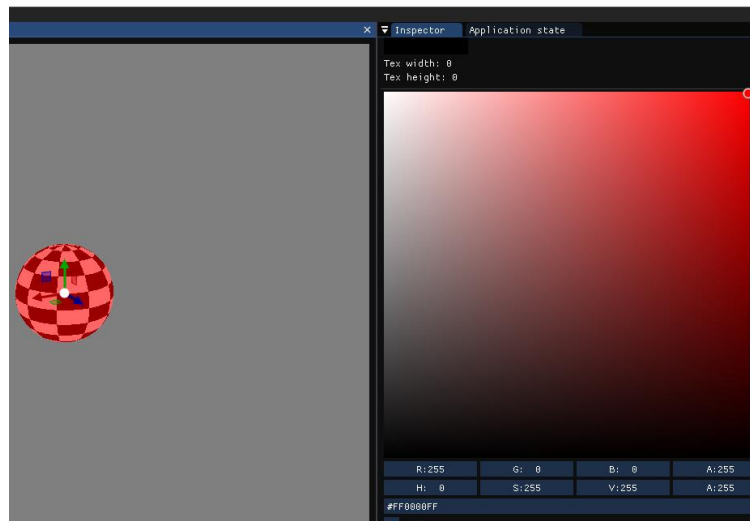 Inspector Application state
Tex width: 0
Tex height: 0
R:255 G: 0 B: 0 A:255
H: 0 S:255 V:255 A:255
#FF0000FF